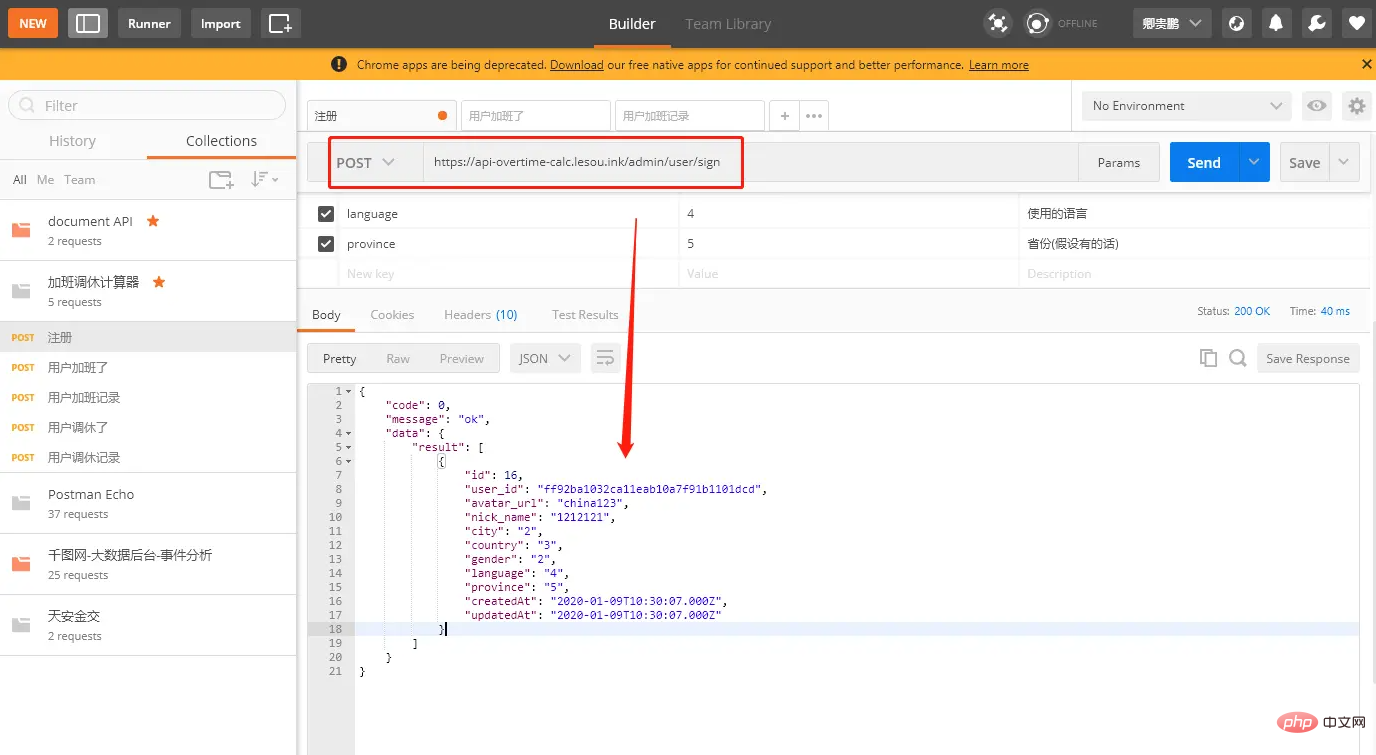 NEW Runner Import Builder Team Library OFFLINE 卿贵鹏
Chrome apps are being deprecated. Download our free native apps for continued support and better performance. Learn more
Filter
History Collections
All Me Team
document API
2 requests
加班调休计算器
5 requests
POST 注册
POST 用户加班了
POST 用户加班记录
POST 用户调休了
POST 用户调休记录
Postman Echo
37 requests
千图网-大数据后台-事件分析
25 requests
天安金交
2 requests
注册 用户加班了 用户加班记录 + ••• No Environment
POST https://api-overtime-calc.lesou.ink/admin/user/sign Params Send Save
language 4 使用的语言
province 5 省份(假设有的话)
New key Value Description
Body Cookies Headers (10) Test Results Status: 200 OK Time: 40 ms
Pretty Raw Preview JSON Save Response
1 {
2 "code": 0,
3 "message": "ok",
4 "data": {
5 "result": [
6 {
7 "id": 16,
8 "user_id": "ff92ba1032ca11eab10a7f91b1101dcd",
9 "avatar_url": "china123",
10 "nick_name": "1212121",
11 "city": "2",
12 "country": "3",
13 "gender": "2",
14 "language": "4",
15 "province": "5",
16 "createdAt": "2020-01-09T10:30:07.000Z",
17 "updatedAt": "2020-01-09T10:30:07.000Z"
18 }
19 ]
20 }
21 }
php 中文网